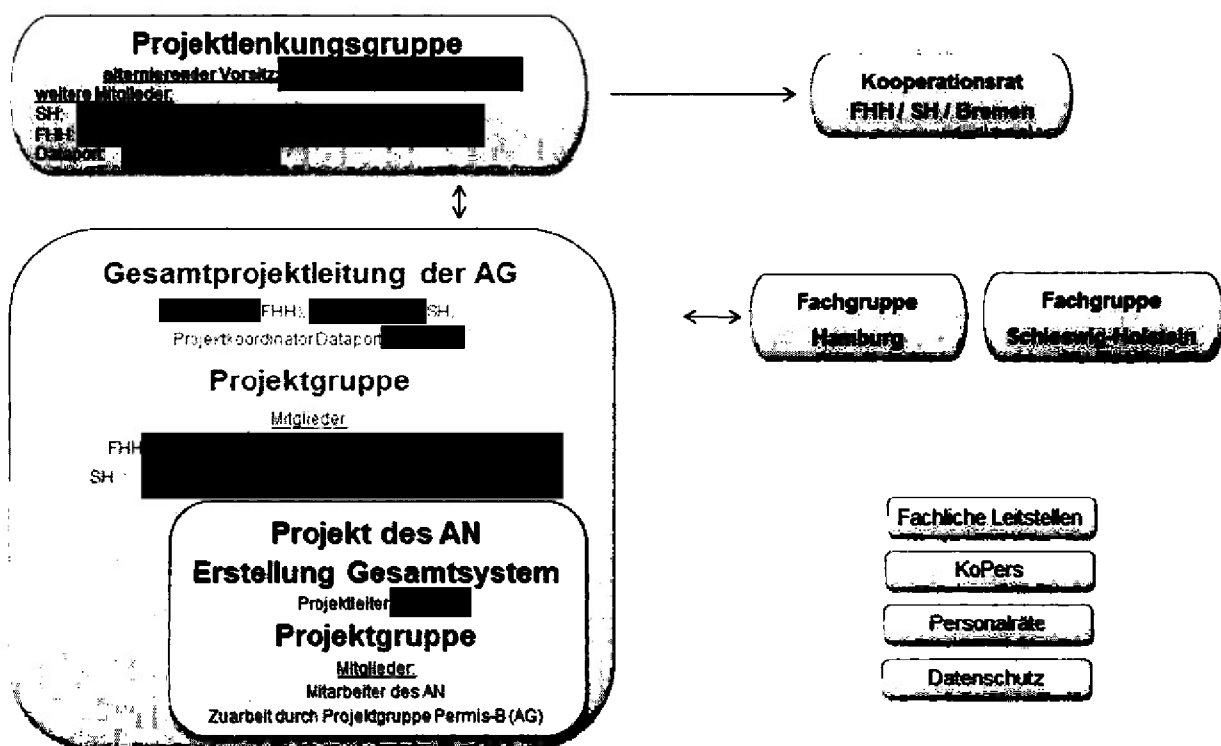 Projektlenkungsgruppe
alternierender Vorsitz:
weitere Mitglieder:
SH:
FHH:
Dataport:
Kooperationsrat
FHH / SH / Bremen
Gesamtprojektleitung der AG
FHH), SH,
Projektkoordinator Dataport
Projektgruppe
Mitglieder
FHH
SH :
Fachgruppe
Hamburg
Fachgruppe
Schleswig-Holstein
Projekt des AN
Erstellung Gesamtsystem
Projektleiter
Projektgruppe
Mitglieder:
Mitarbeiter des AN
Zuarbeit durch Projektgruppe Permis-B (AG)
Fachliche Leitstellen
KoPers
Personalräte
Datenschutz